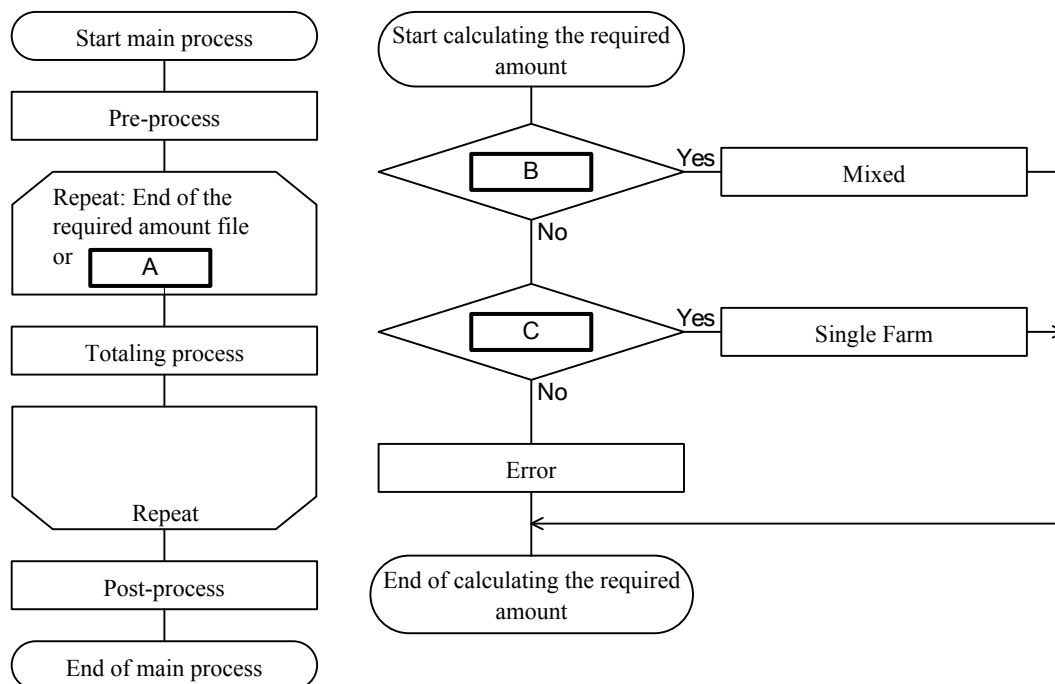 Start main process
Pre-process
Repeat: End of the
required amount file
or A
Totaling process
Repeat
Post-process
End of main process
Start calculating the required
amount
B
Yes
Mixed
No
C
Yes
Single Farm
No
Error
End of calculating the required
amount